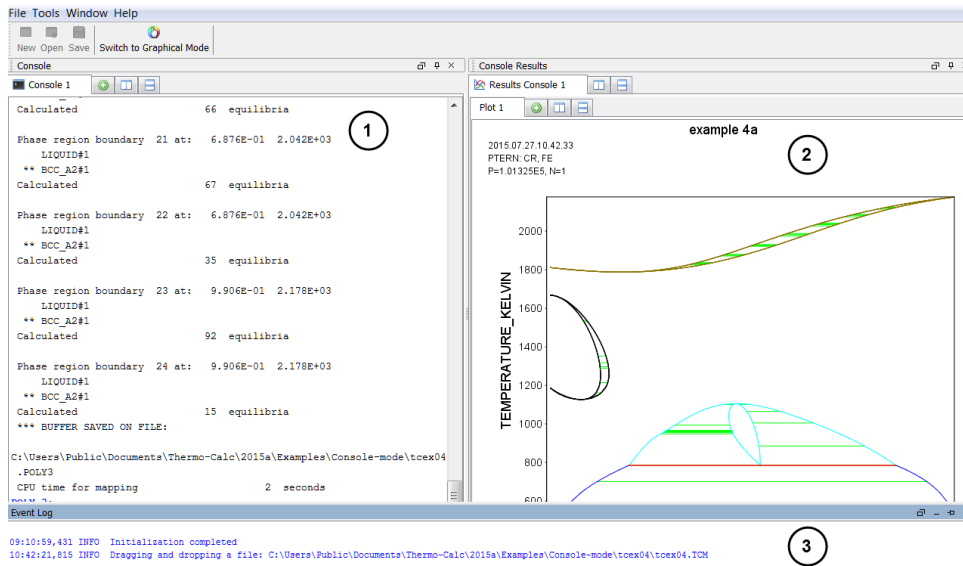 File Tools Window Help
New Open Save Switch to Graphical Mode
Console
Console 1
Calculated 66 equilibria
Phase region boundary 21 at: 6.876E-01 2.042E+03
LIQUID#1
** BCC_A2#1
Calculated 67 equilibria
Phase region boundary 22 at: 6.876E-01 2.042E+03
LIQUID#1
** BCC_A2#1
Calculated 35 equilibria
Phase region boundary 23 at: 9.906E-01 2.178E+03
LIQUID#1
** BCC_A2#1
Calculated 92 equilibria
Phase region boundary 24 at: 9.906E-01 2.178E+03
LIQUID#1
** BCC_A2#1
Calculated 15 equilibria
*** BUFFER SAVED ON FILE:
C:\Users\Public\Documents\Thermo-Calc\2015a\Examples\Console-mode\tcex04
.POLY3
CPU time for mapping 2 seconds
1
Console Results
Results Console 1
Plot 1
example 4a
2015.07.27.10.42.33
PTERN: CR, FE
P=1.01325E5, N=1
2
TEMPERATURE_KELVIN
2000
1800
1600
1400
1200
1000
800
600
Event Log
09:10:59,431 INFO Initialization completed
10:42:21,815 INFO Dragging and dropping a file: C:\Users\Public\Documents\Thermo-Calc\2015a\Examples\Console-mode\tcex04\tcex04.TCM
3